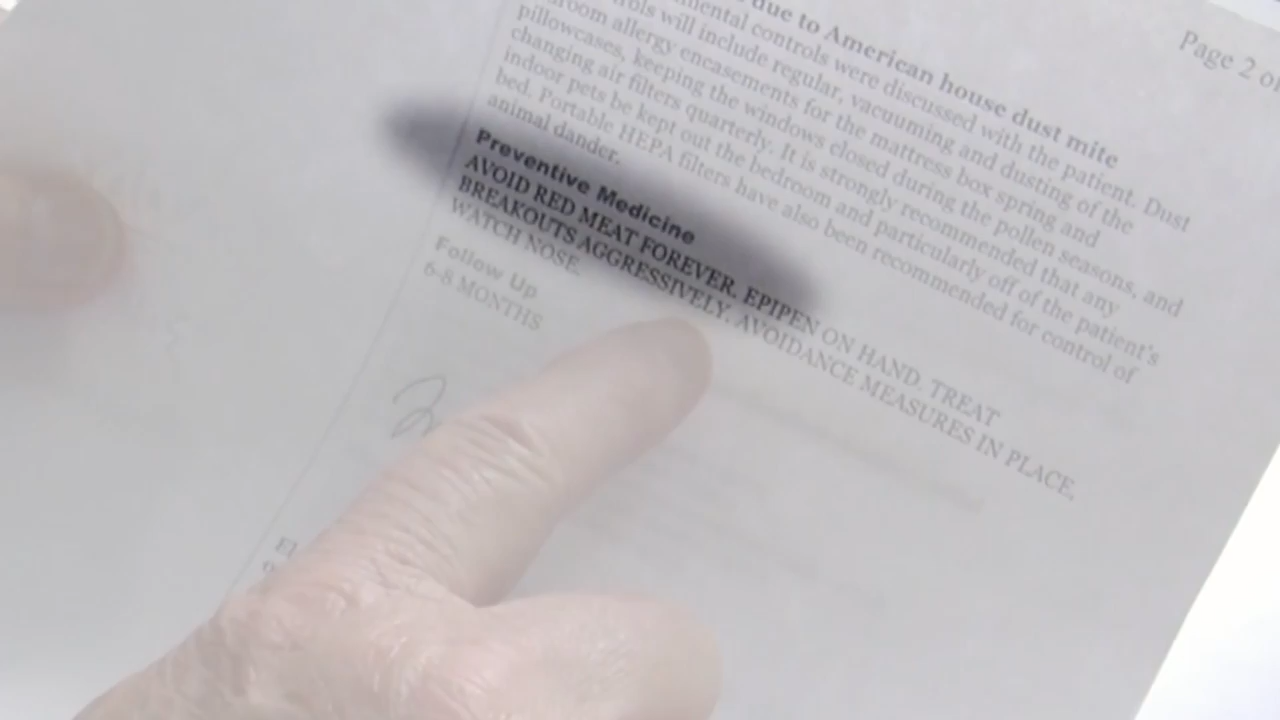 Page 2 of
due to American house dust mite
mental controls were discussed with the patient. Dust
rols will include regular, vacuuming and dusting of the
room allergy encasements for the mattress box spring and
pillowcases, keeping the windows closed during the pollen seasons, and
changing air filters quarterly. It is strongly recommended that any
indoor pets be kept out the bedroom and particularly off of the patient's
bed. Portable HEPA filters have also been recommended for control of
animal dander.
Preventive Medicine
AVOID RED MEAT FOREVER. EPIPEN ON HAND. TREAT
BREAKOUTS AGGRESSIVELY. AVOIDANCE MEASURES IN PLACE,
WATCH NOSE.
Follow Up
6-8 MONTHS